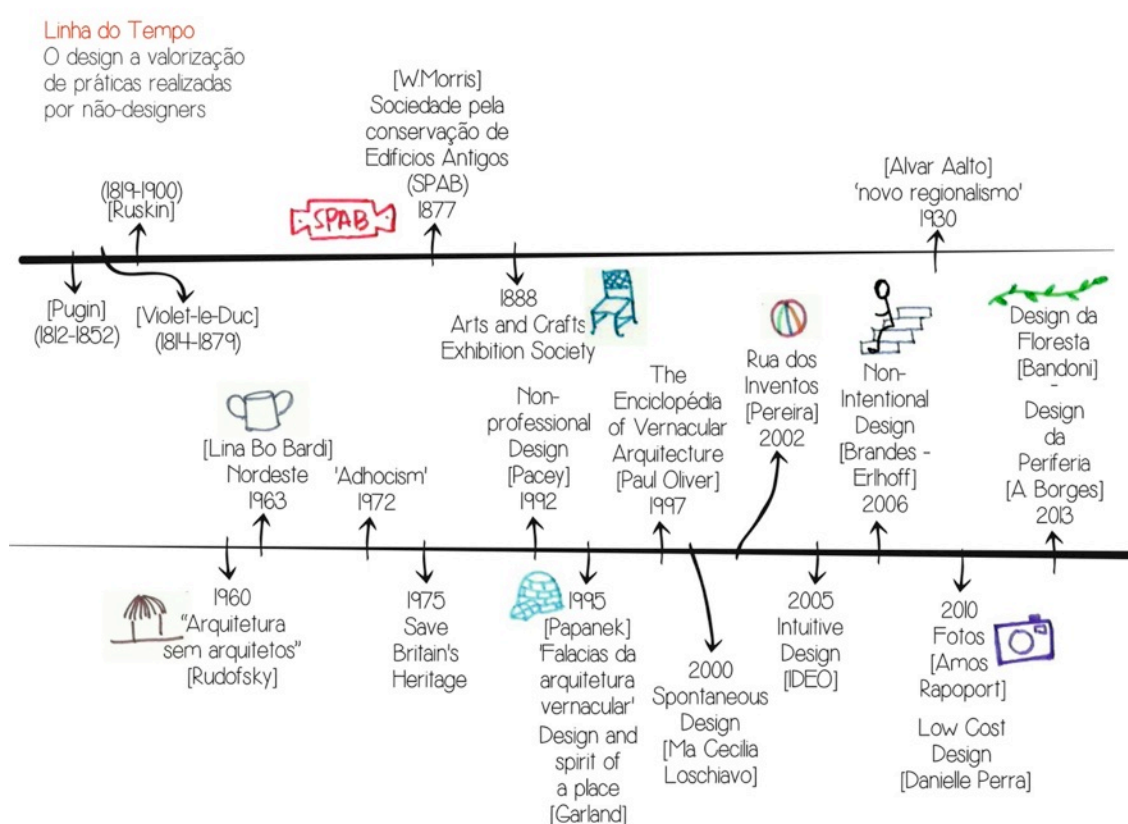 Linha do Tempo
O design a valorização
de práticas realizadas
por não-designers
(1819-1900)
[Ruskin]
SPAB
[W.Morris]
Sociedade pela
conservação de
Edificios Antigos
(SPAB)
1877
[Alvar Aalto]
'novo regionalismo'
1930
[Pugin]
(1812-1852)
[Violet-le-Duc]
(1814-1879)
1888
Arts and Crafts
Exhibition Society
[Lina Bo Bardi]
Nordeste
1963
'Adhocism'
1972
Non-
professional
Design
[Pacey]
1992
The
Enciclopédia
of Vernacular
Arquitecture
[Paul Oliver]
1997
Rua dos
Inventos
[Pereira]
2002
Non-
Intentional
Design
[Brandes -
Erlhoff]
2006
Design da
Floresta
[Bandoni]
-
Design
da
Periferia
[A. Borges]
2013
1960
"Arquitetura
sem arquitetos"
[Rudofsky]
1975
Save
Britain's
Heritage
1995
[Papanek]
'Falacias da
arquitetura
vernacular'
Design and
spirit of
a place
[Garland]
2000
Spontaneous
Design
[Ma Cecilia
Loschiavo]
2005
Intuitive
Design
[IDEO]
2010
Fotos
[Amos
Rapoport]
Low Cost
Design
[Danielle Perra]